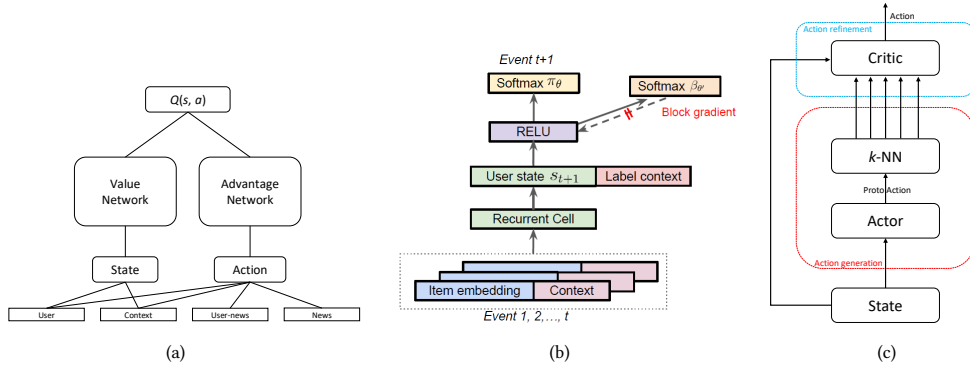 Q(s, a)
Value
Network
Advantage
Network
State
Action
User
Context
User-news
News
(a)
Event t+1
Softmax πθ
Softmax βθ'
Block gradient
RELU
User state st+1
Label context
Recurrent Cell
Item embedding
Context
Event 1, 2,..., t
(b)
Action
Action refinement
Critic
k-NN
Proto Action
Actor
Action generation
State
(c)